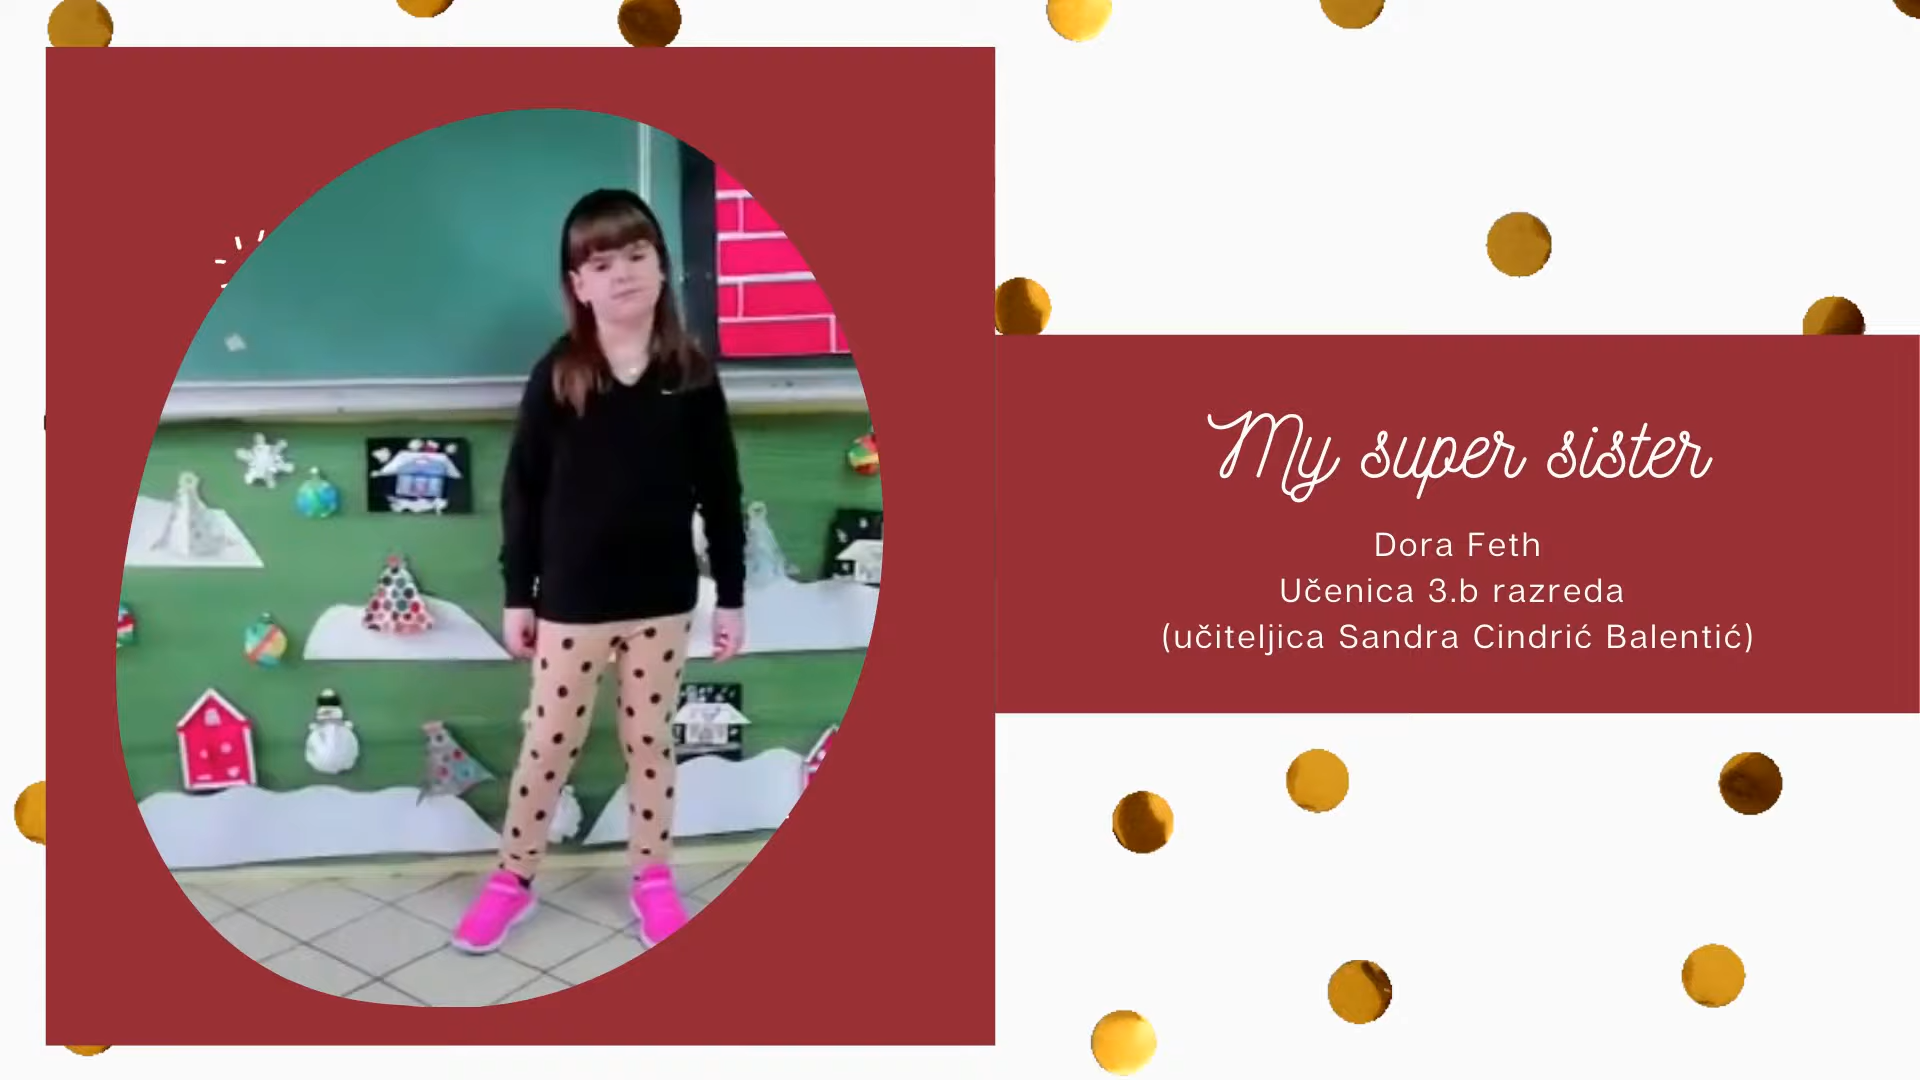 My super sister
Dora Feth
Učenica 3.b razreda
(učiteljica Sandra Cindrić Balentić)